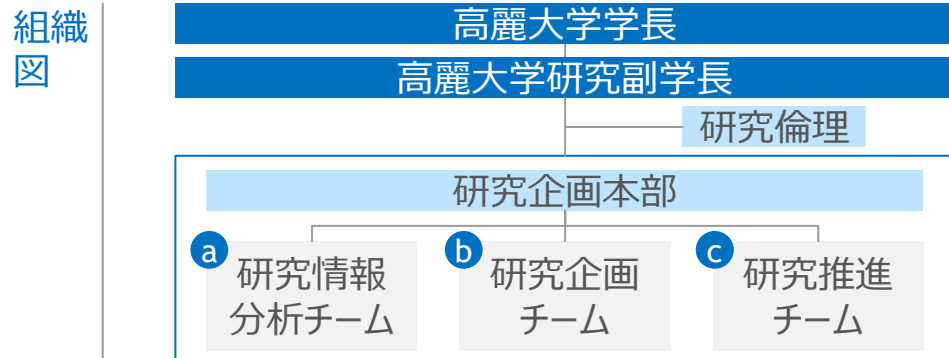 組織
図
高麗大学学長
高麗大学研究副学長
研究倫理
研究企画本部
a
研究情報
分析チーム
b
研究企画
チーム
c
研究推進
チーム